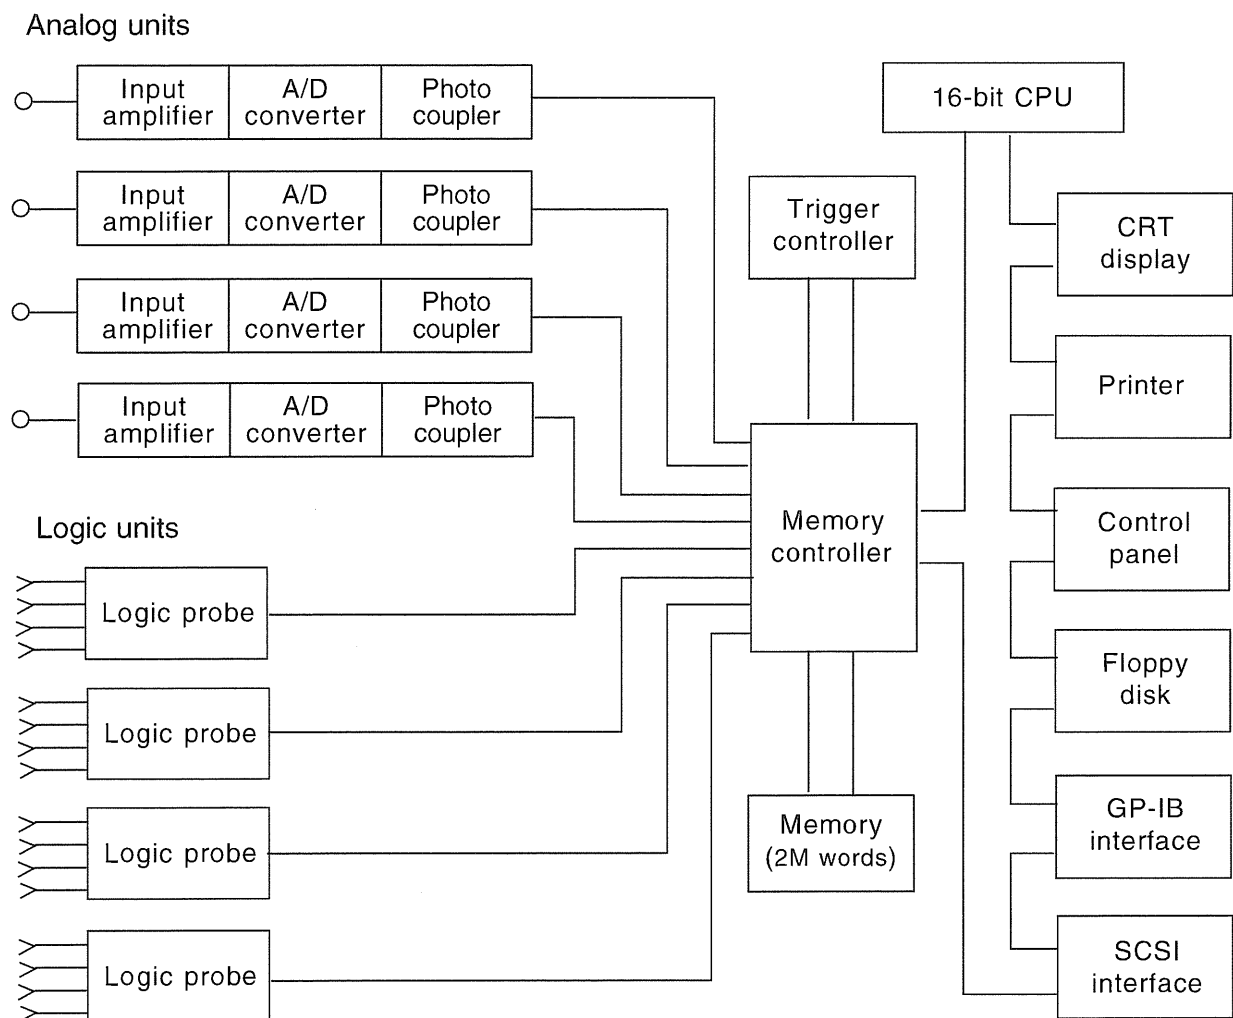 Analog units
Input
amplifier
A/D
converter
Photo
coupler
Input
amplifier
A/D
converter
Photo
coupler
Input
amplifier
A/D
converter
Photo
coupler
Input
amplifier
A/D
converter
Photo
coupler
Logic units
Logic probe
Logic probe
Logic probe
Logic probe
Trigger
controller
Memory
controller
Memory
(2M words)
16-bit CPU
CRT
display
Printer
Control
panel
Floppy
disk
GP-IB
interface
SCSI
interface